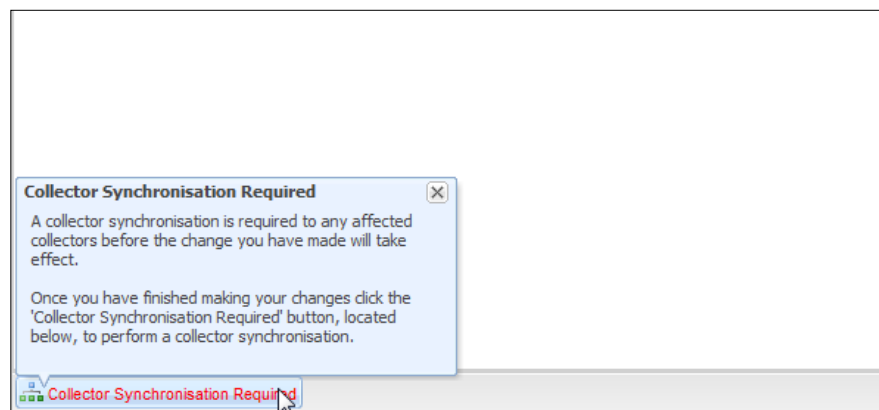 Collector Synchronisation Required
A collector synchronisation is required to any affected
collectors before the change you have made will take
effect.
Once you have finished making your changes click the
'Collector Synchronisation Required' button, located
below, to perform a collector synchronisation.
Collector Synchronisation Required